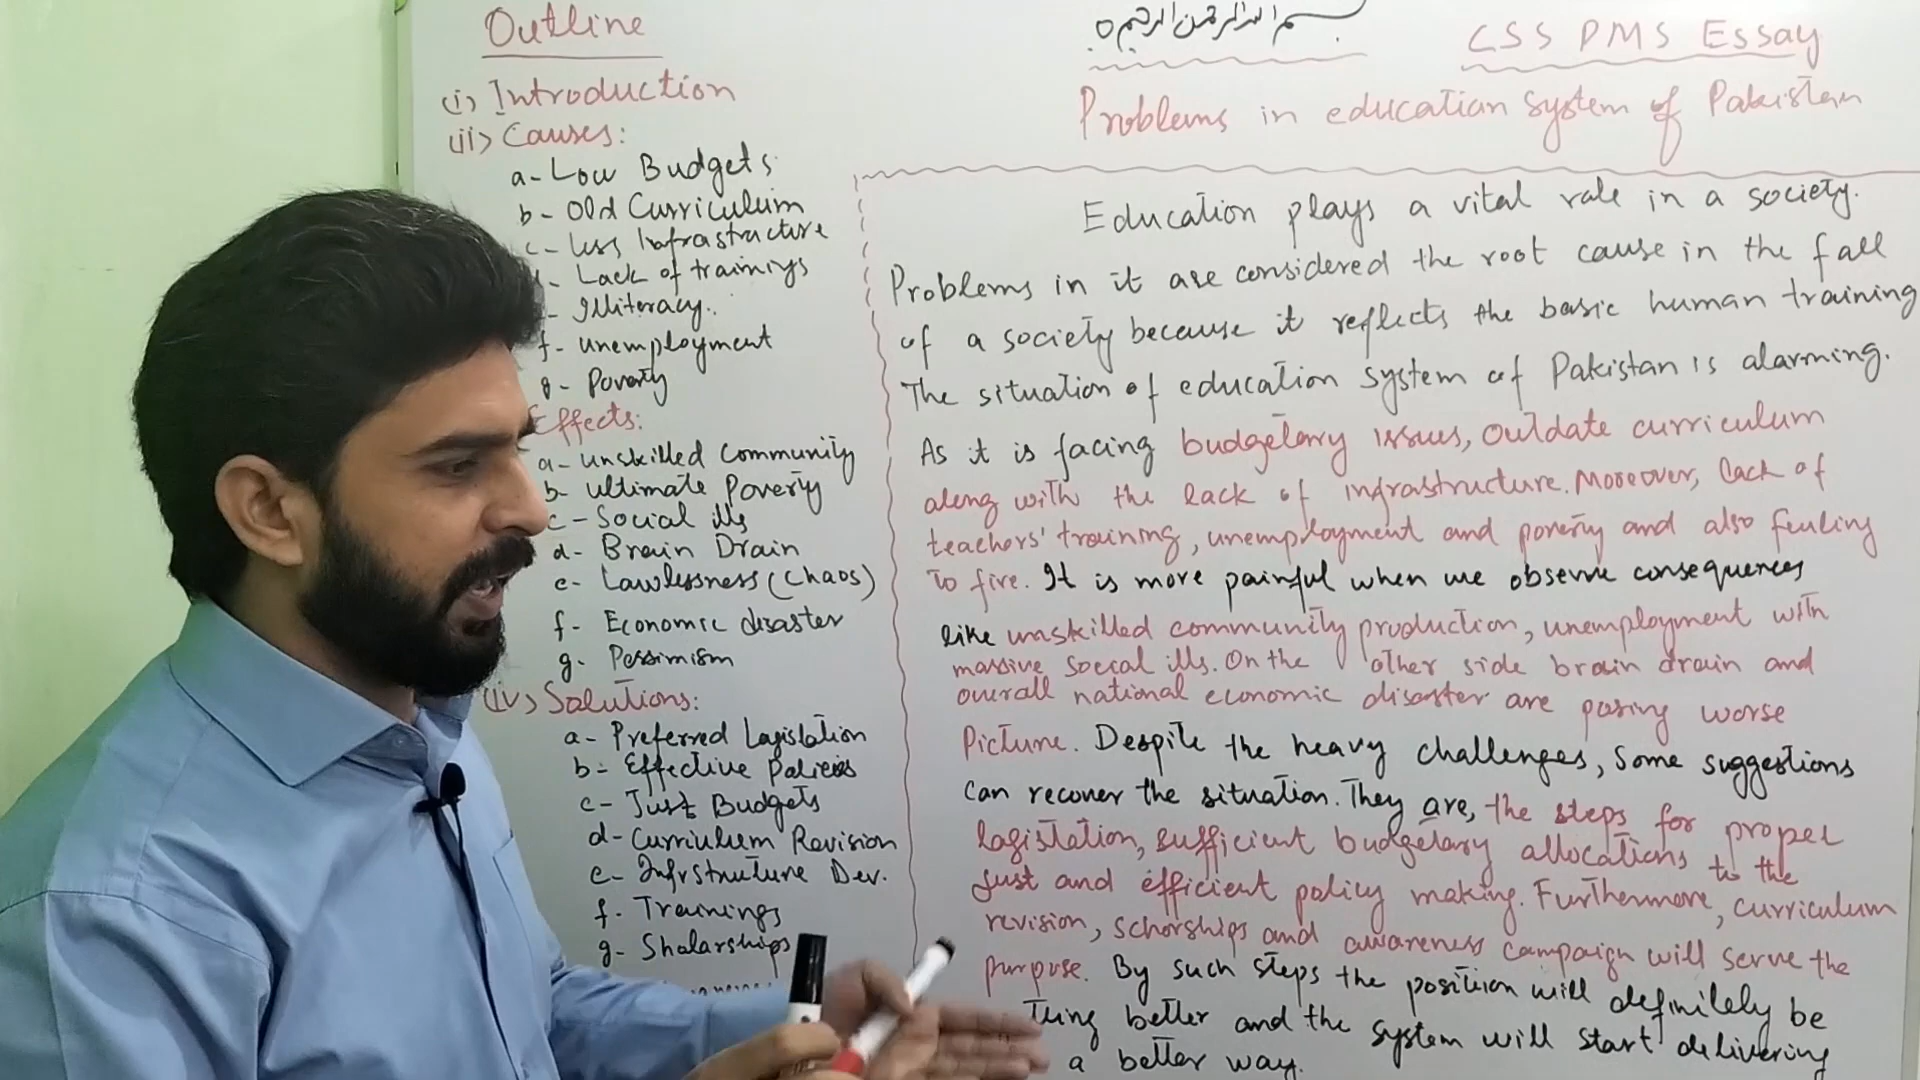 Outline
(i) Introduction
(ii) Causes:
a- Low Budgets
b- Old Curriculum
c- Less Infrastructure
- Lack of trainings
- Illiteracy.
f- unemployment
g- Poverty
Effects:
a- unskilled Community
b- ultimate Poverty
c- Social ills
d- Brain Drain
e- Lawlessness (Chaos)
f- Economic disaster
g- Pessimism
(iv) Solutions:
a- Preferred Lagislation
b- Effective Policies
c- Just Budgets
d- Curriulum Revision
e- Infrstruture Dev.
f- Trainings
g- Shalarships
بسم اللہ الرحمن الرحیم
CSS PMS Essay
Problems in education system of Pakistan
Education plays a vital role in a society.
Problems in it are considered the root cause in the fall
of a society because it reflects the basic human training
The situation of education system of Pakistan is alarming.
As it is facing budgetary issues, outdate curriculum
along with the lack of infrastructure. Moreover, lack of
teachers' training, unemployment and poverty and also fueling
to fire. It is more painful when we observe consequences
like unskilled community production, unemployment with
massive social ills. On the other side brain drain and
overall national economic disaster are posing worse
Picture. Despite the heavy challenges, some suggestions
can recover the situation. They are, the steps for proper
lagistation, sufficient budgetary allocations to the
just and efficient policy making. Furthermore, curriculum
revision, schorships and awareness campaign will serve the
purpose. By such steps the position will definitely be
better and the system will start delivering
a better way.